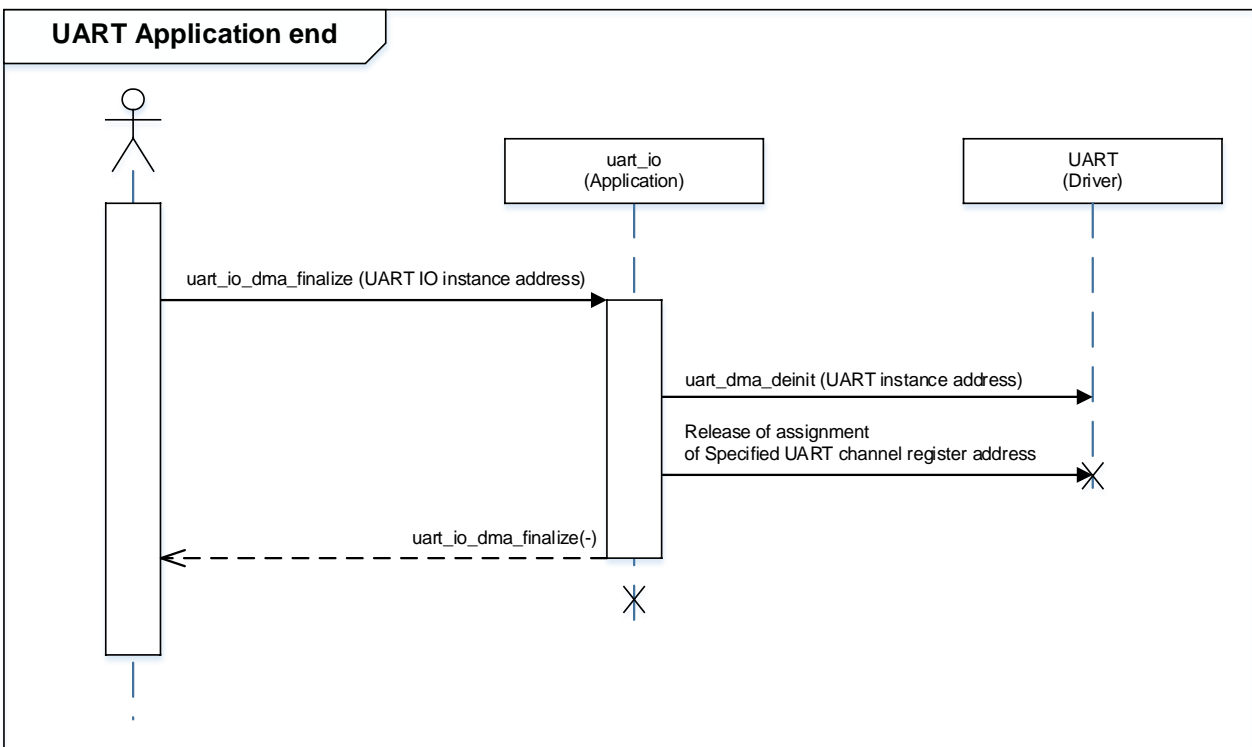 UART Application end
uart_io
(Application)
UART
(Driver)
uart_io_dma_finalize (UART IO instance address)
uart_dma_deinit (UART instance address)
Release of assignment
of Specified UART channel register address
uart_io_dma_finalize(-)